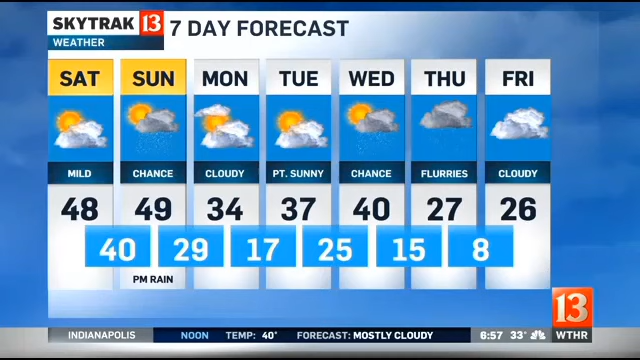 SKYTRAK 13
WEATHER
7 DAY FORECAST
SAT SUN MON TUE WED THU FRI
MILD CHANCE CLOUDY PT. SUNNY CHANCE FLURRIES CLOUDY
48 49 34 37 40 27 26
40 29 17 25 15 8
PM RAIN
13
INDIANAPOLIS NOON TEMP: 40° FORECAST: MOSTLY CLOUDY 6:57 33° WTHR